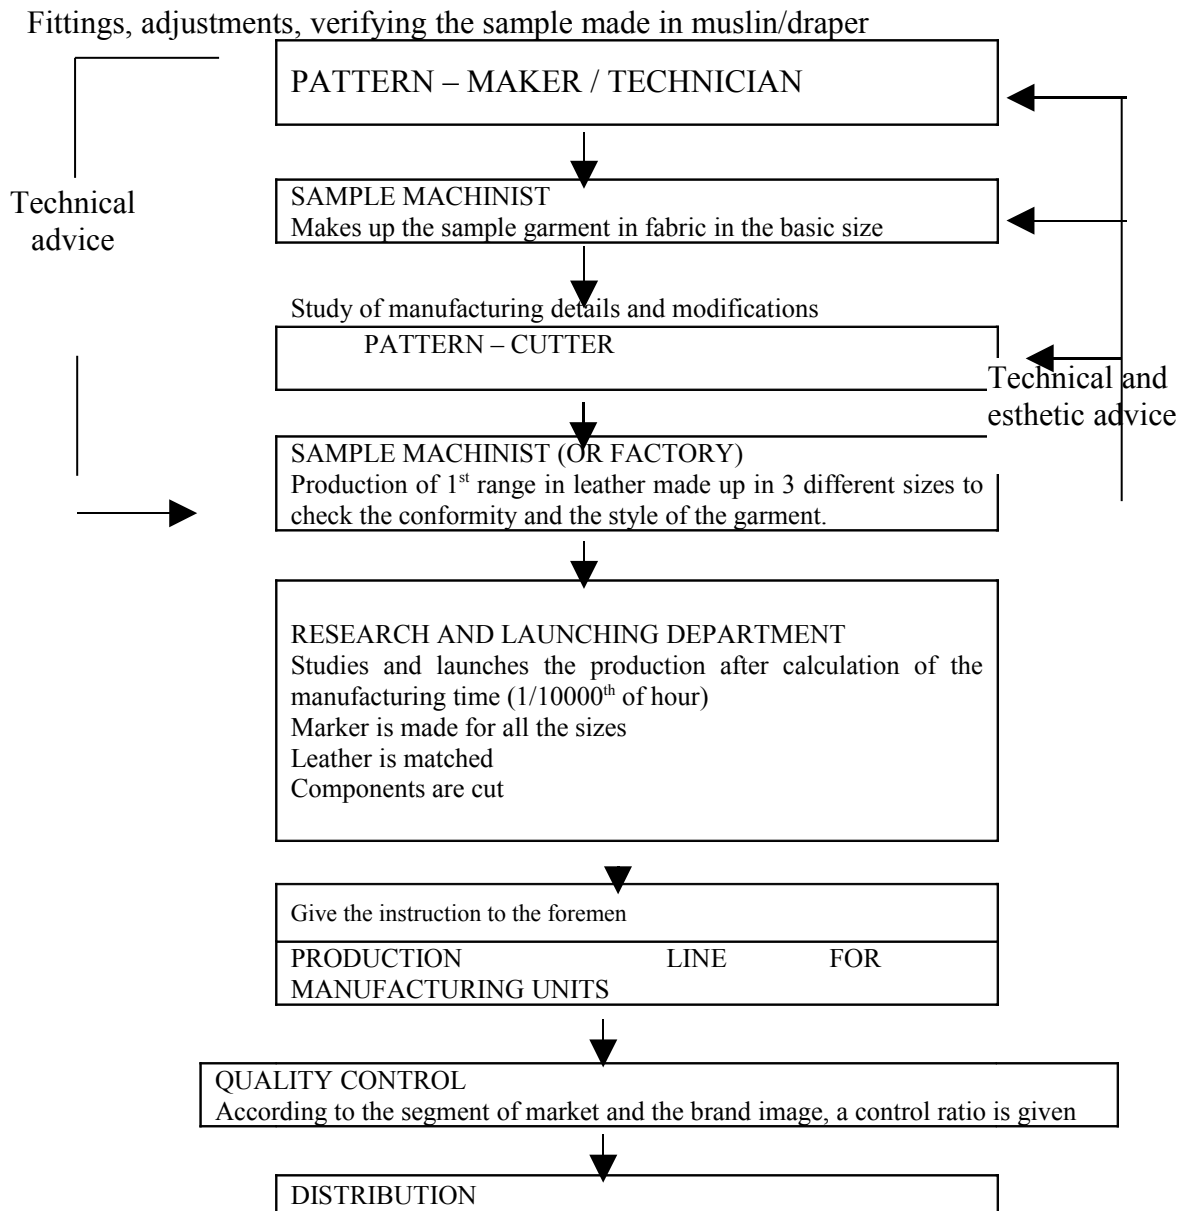 Fittings, adjustments, verifying the sample made in muslin/draper
PATTERN – MAKER / TECHNICIAN
Technical
advice
SAMPLE MACHINIST
Makes up the sample garment in fabric in the basic size
Study of manufacturing details and modifications
PATTERN – CUTTER
Technical and
esthetic advice
SAMPLE MACHINIST (OR FACTORY)
Production of 1st range in leather made up in 3 different sizes to
check the conformity and the style of the garment.
RESEARCH AND LAUNCHING DEPARTMENT
Studies and launches the production after calculation of the
manufacturing time (1/10000th of hour)
Marker is made for all the sizes
Leather is matched
Components are cut
Give the instruction to the foremen
PRODUCTION LINE FOR
MANUFACTURING UNITS
QUALITY CONTROL
According to the segment of market and the brand image, a control ratio is given
DISTRIBUTION